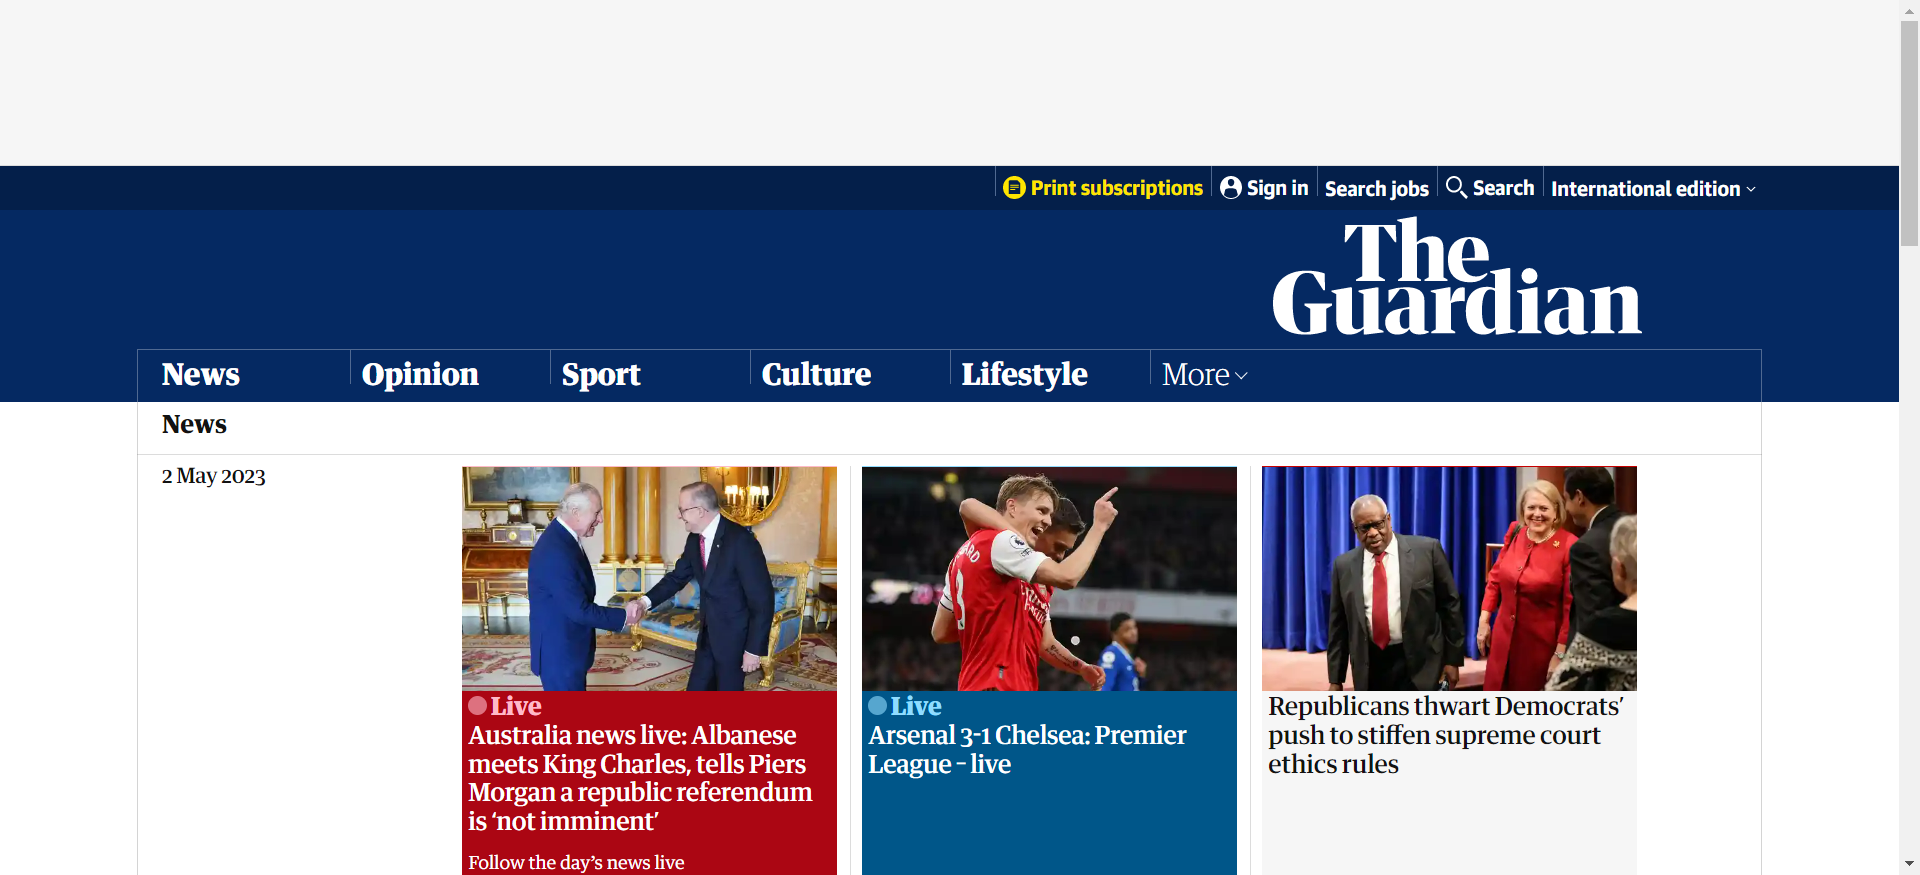 Print subscriptions
Sign in
Search jobs
Search
International edition
The
Guardian
News
Opinion
Sport
Culture
Lifestyle
More
News
2 May 2023
Live
Australia news live: Albanese
meets King Charles, tells Piers
Morgan a republic referendum
is ‘not imminent’
Follow the day’s news live
Live
Arsenal 3-1 Chelsea: Premier
League – live
Republicans thwart Democrats’
push to stiffen supreme court
ethics rules